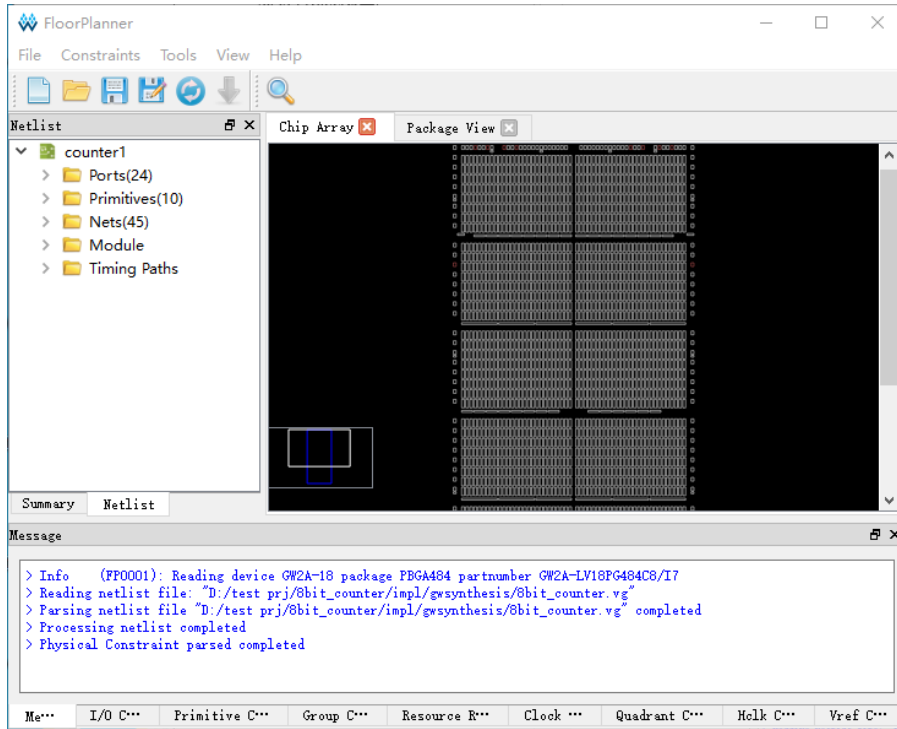 FloorPlanner
File Constraints Tools View Help
Netlist
Chip Array Package View
counter1
Ports(24)
Primitives(10)
Nets(45)
Module
Timing Paths
Summary Netlist
Message
> Info (FP0001): Reading device GW2A-18 package PBGA484 partnumber GW2A-LV18PG484C8/I7
> Reading netlist file: "D:/test prj/8bit_counter/impl/gwsynthesis/8bit_counter.vg"
> Parsing netlist file "D:/test prj/8bit_counter/impl/gwsynthesis/8bit_counter.vg" completed
> Processing netlist completed
> Physical Constraint parsed completed
Me··· I/O C··· Primitive C··· Group C··· Resource R··· Clock ··· Quadrant C··· Hclk C··· Vref C···